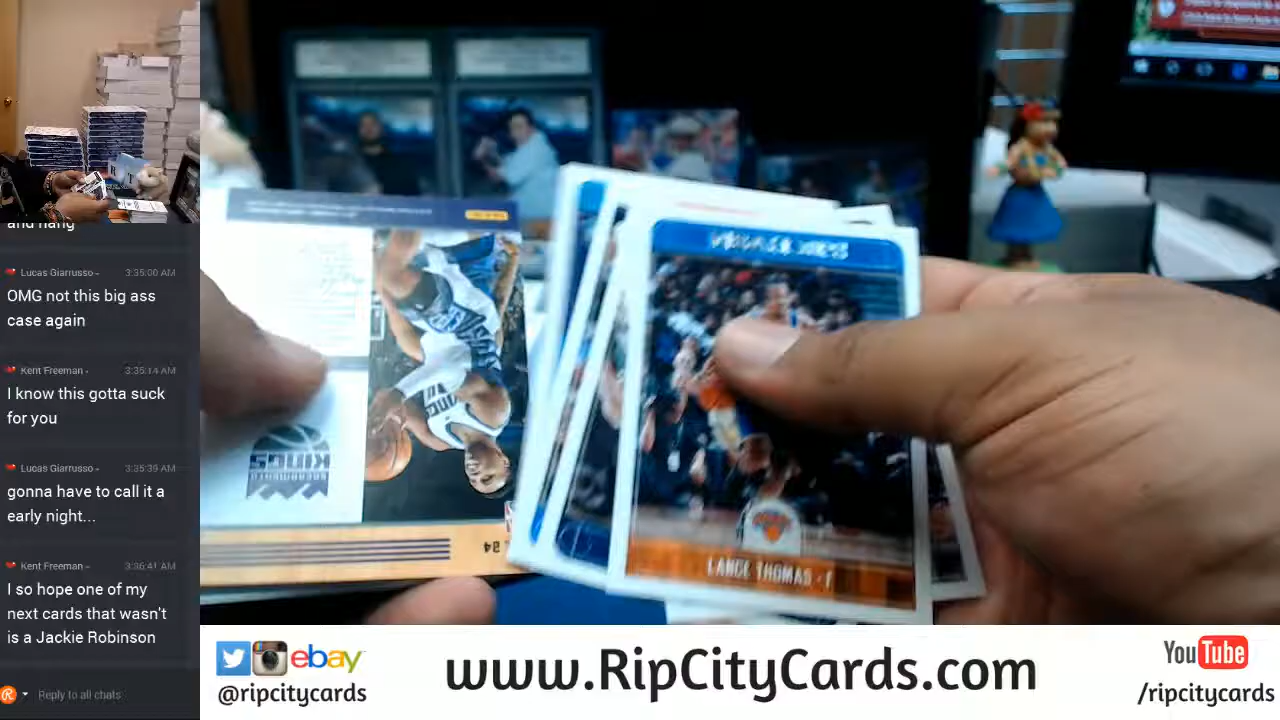 and hang
Lucas Giarrusso - 3:35:00 AM
OMG not this big ass
case again
Kent Freeman - 3:35:14 AM
I know this gotta suck
for you
Lucas Giarrusso - 3:35:39 AM
gonna have to call it a
early night...
Kent Freeman - 3:36:41 AM
I so hope one of my
next cards that wasn't
is a Jackie Robinson
Reply to all chats
KINGS
24
LANCE THOMAS - F
ebay
@ripcitycards
www.RipCityCards.com
YouTube
/ripcitycards